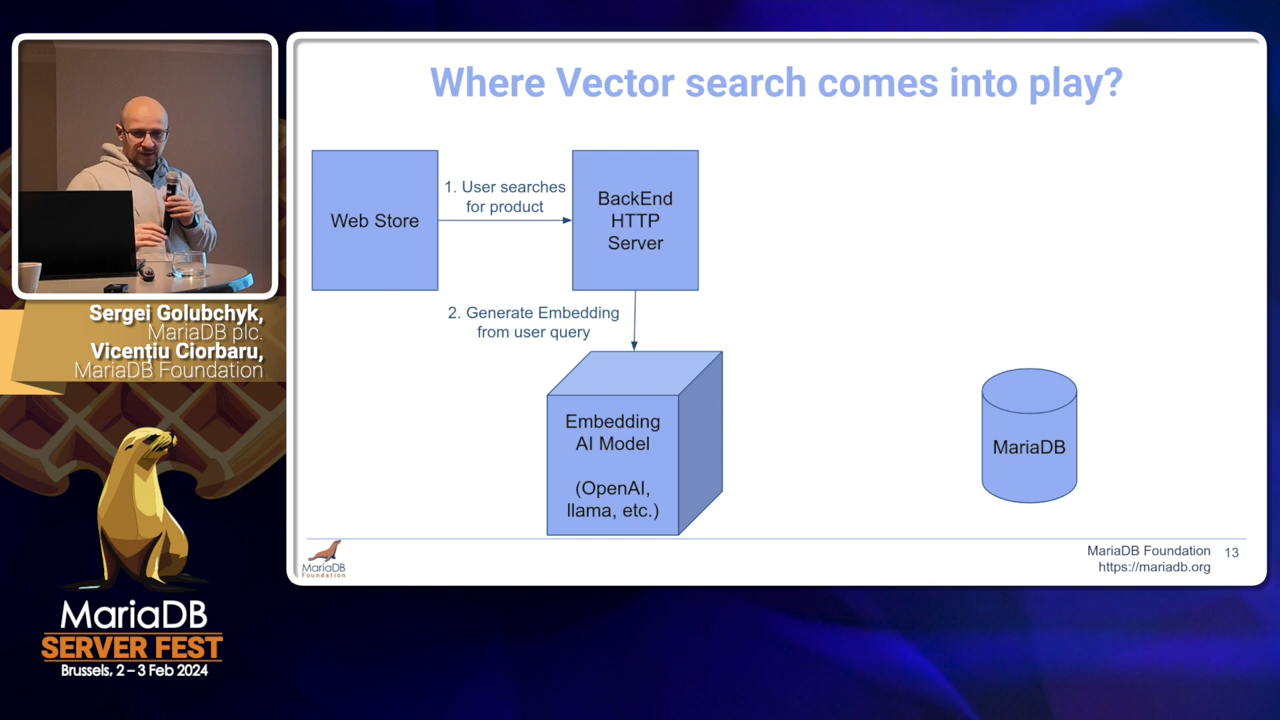 Where Vector search comes into play?
Web Store
1. User searches
for product
BackEnd
HTTP
Server
2. Generate Embedding
from user query
Embedding
AI Model
(OpenAI,
llama, etc.)
MariaDB
MariaDB
Foundation
MariaDB Foundation 13
https://mariadb.org
Sergei Golubchyk,
MariaDB plc.
Vicențiu Ciorbaru,
MariaDB Foundation
MariaDB
SERVER FEST
Brussels, 2 – 3 Feb 2024